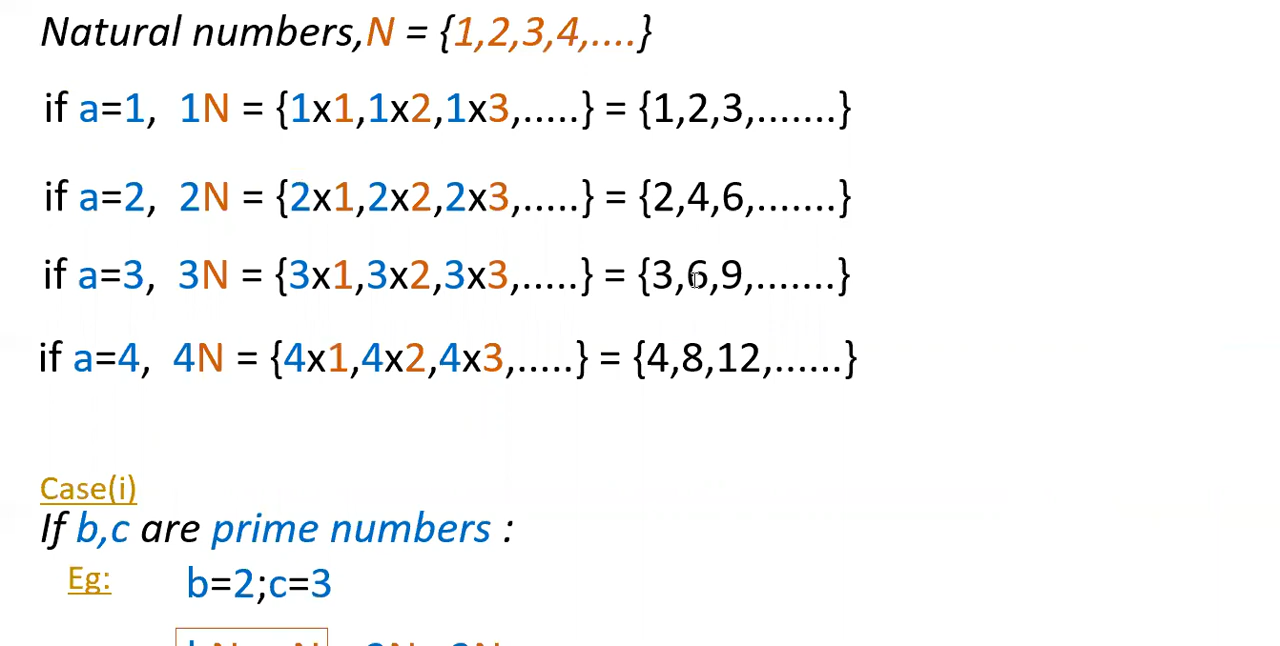 Natural numbers,N = {1,2,3,4,....}
if a=1, 1N = {1x1,1x2,1x3,.....} = {1,2,3,.......}
if a=2, 2N = {2x1,2x2,2x3,.....} = {2,4,6,.......}
if a=3, 3N = {3x1,3x2,3x3,.....} = {3,6,9,.......}
if a=4, 4N = {4x1,4x2,4x3,.....} = {4,8,12,......}
Case(i)
If b,c are prime numbers :
Eg: b=2;c=3